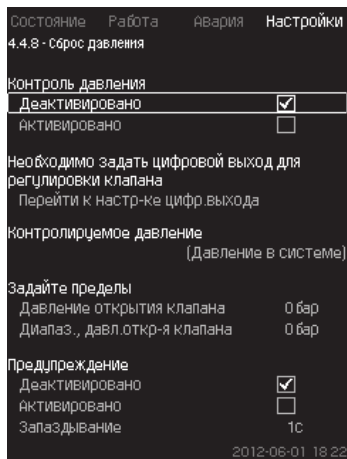 Состояние Работа Авария Настройки
4.4.8 - Сброс давления
Контроль давления
Деактивировано
Активировано
Необходимо задать цифровой выход для
регулировки клапана
Перейти к настр-ке цифр.выхода
Контролируемое давление
(Давление в системе)
Задайте пределы
Давление открытия клапана 0 бар
Диапаз., давл.откр-я клапана 0 бар
Предупреждение
Деактивировано
Активировано
Запаздывание 1с
2012-06-01 18 22